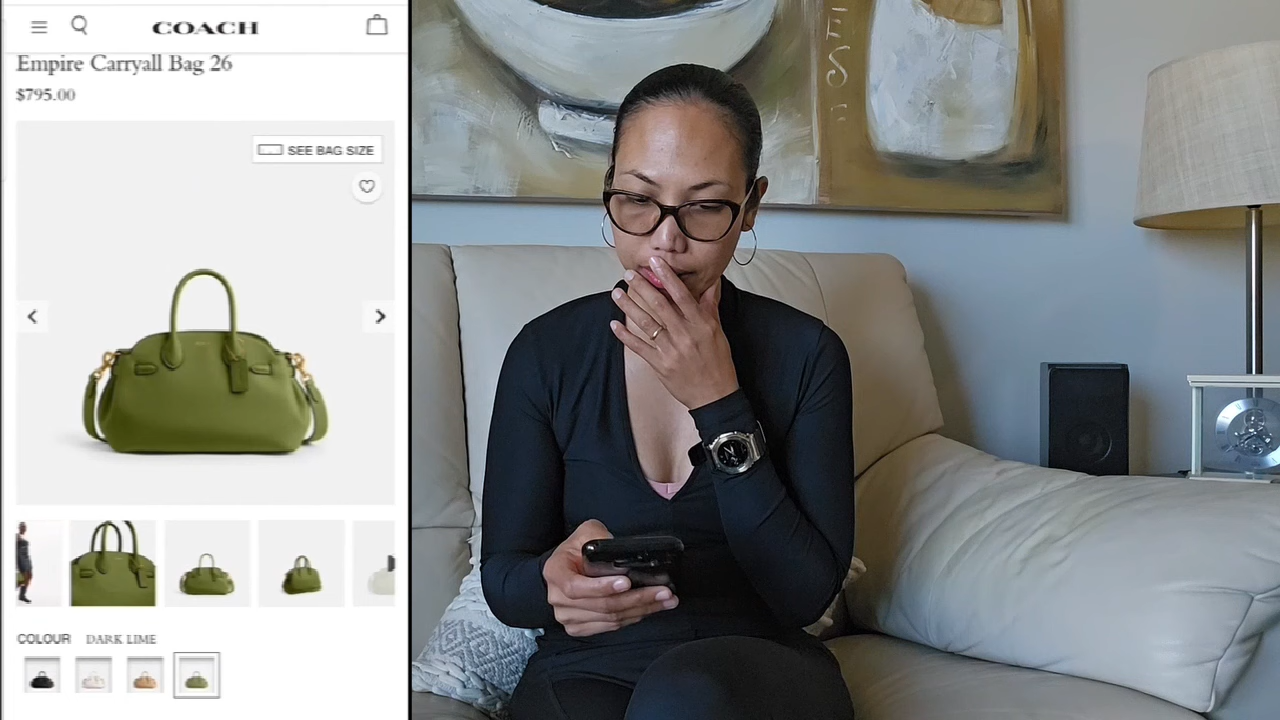 COACH
Empire Carryall Bag 26
$795.00
SEE BAG SIZE
COLOUR DARK LIME